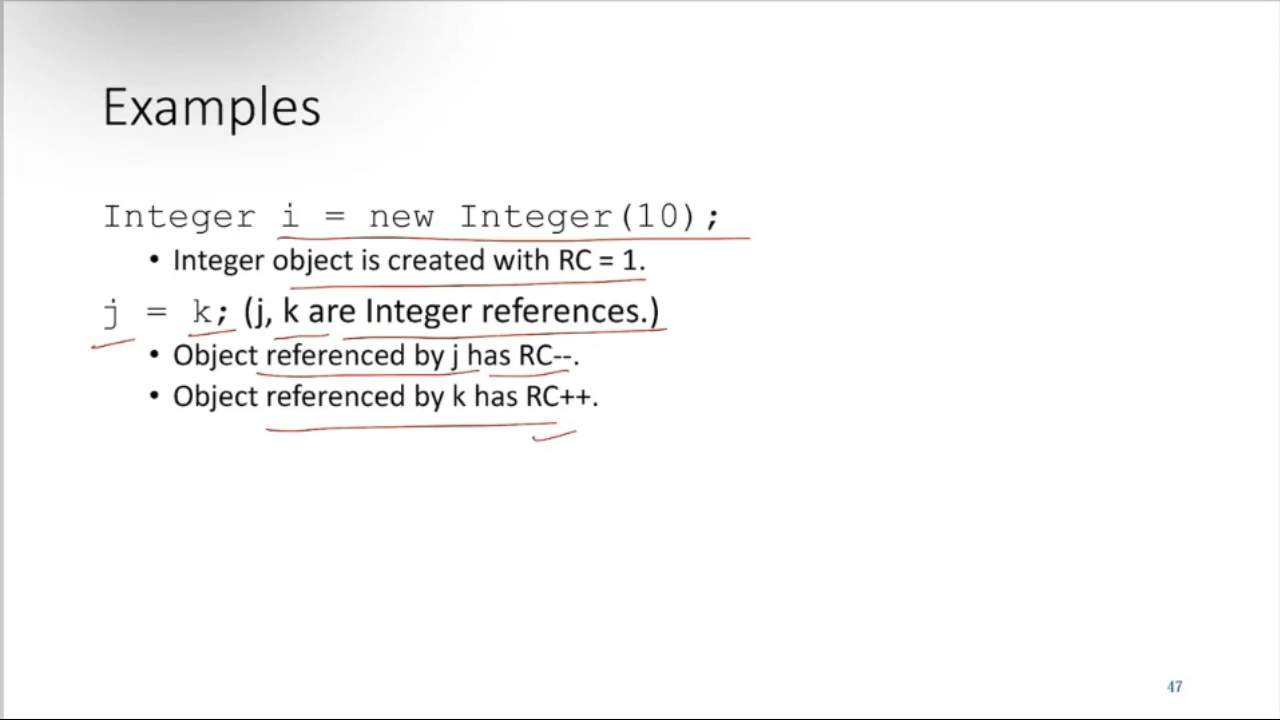 Examples
Integer i = new Integer(10);
• Integer object is created with RC = 1.
j = k; (j, k are Integer references.)
• Object referenced by j has RC--.
• Object referenced by k has RC++.
47